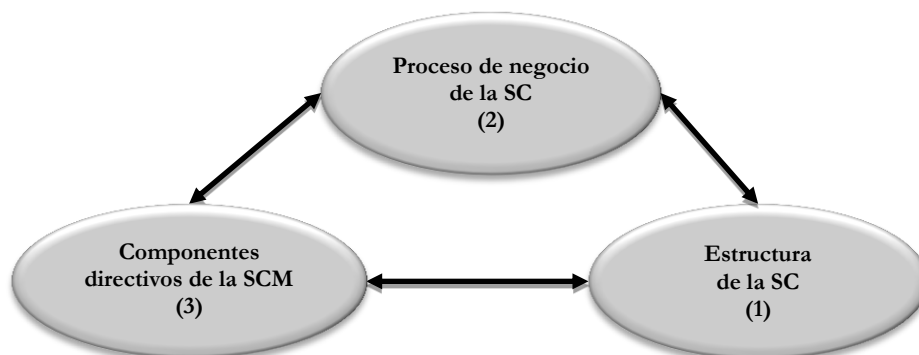 Proceso de negocio
de la SC
(2)
Componentes
directivos de la SCM
(3)
Estructura
de la SC
(1)